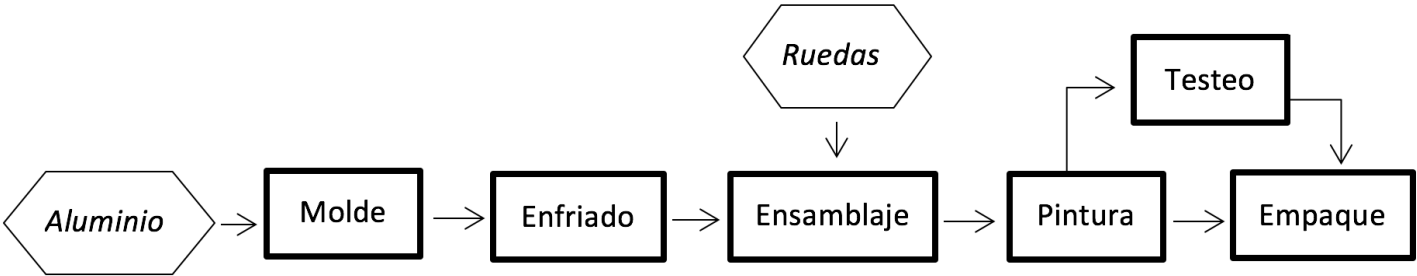 Ruedas
Testeo
Aluminio
Molde
Enfriado
Ensamblaje
Pintura
Empaque